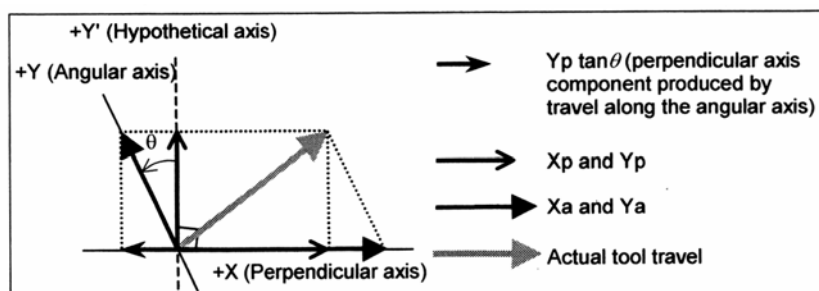 +Y' (Hypothetical axis)
+Y (Angular axis)
θ
+X (Perpendicular axis)
Yp tanθ (perpendicular axis
component produced by
travel along the angular axis)
Xp and Yp
Xa and Ya
Actual tool travel